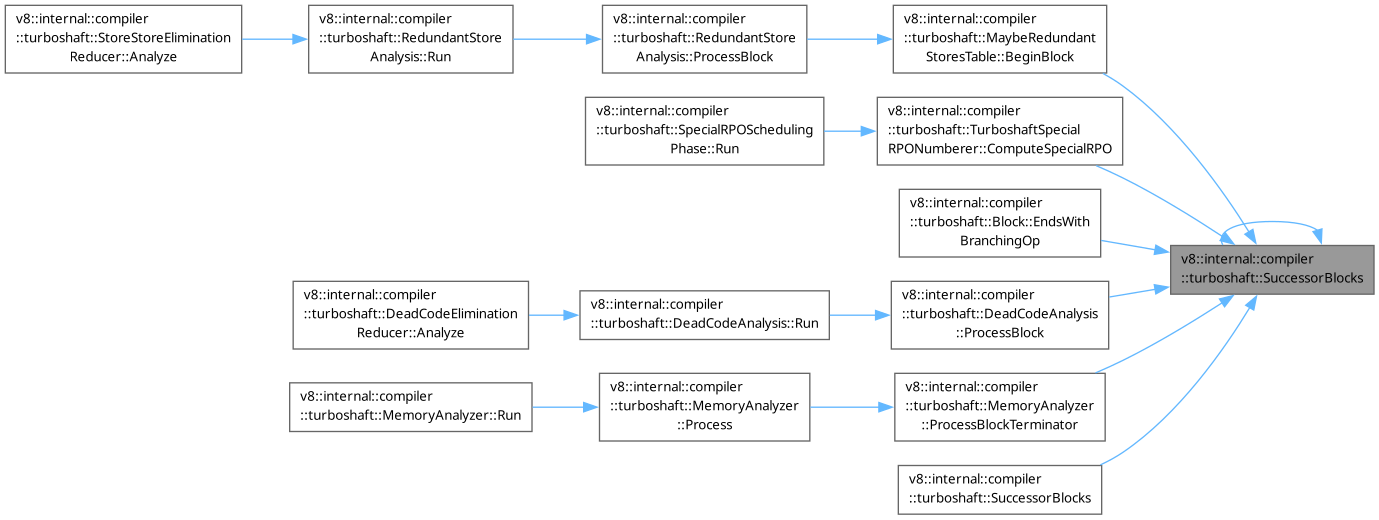 v8::internal::compiler
::turboshaft::StoreStoreElimination
Reducer::Analyze
v8::internal::compiler
::turboshaft::RedundantStore
Analysis::Run
v8::internal::compiler
::turboshaft::RedundantStore
Analysis::ProcessBlock
v8::internal::compiler
::turboshaft::MaybeRedundant
StoresTable::BeginBlock
v8::internal::compiler
::turboshaft::SpecialRPOScheduling
Phase::Run
v8::internal::compiler
::turboshaft::TurboshaftSpecial
RPONumberer::ComputeSpecialRPO
v8::internal::compiler
::turboshaft::Block::EndsWith
BranchingOp
v8::internal::compiler
::turboshaft::SuccessorBlocks
v8::internal::compiler
::turboshaft::DeadCodeElimination
Reducer::Analyze
v8::internal::compiler
::turboshaft::DeadCodeAnalysis::Run
v8::internal::compiler
::turboshaft::DeadCodeAnalysis
::ProcessBlock
v8::internal::compiler
::turboshaft::MemoryAnalyzer::Run
v8::internal::compiler
::turboshaft::MemoryAnalyzer
::Process
v8::internal::compiler
::turboshaft::MemoryAnalyzer
::ProcessBlockTerminator
v8::internal::compiler
::turboshaft::SuccessorBlocks